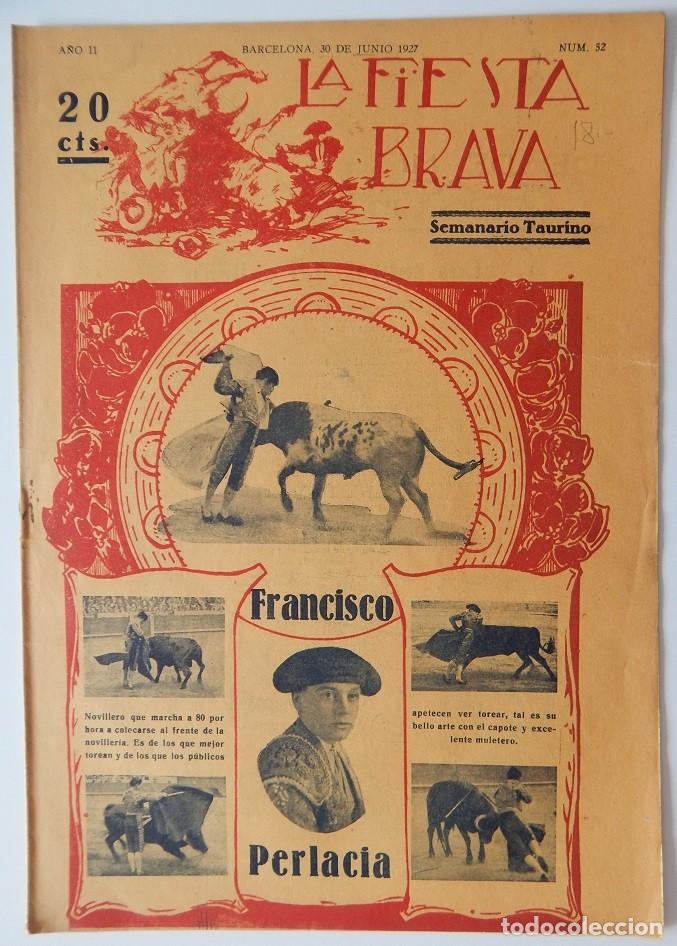 AÑO II
BARCELONA, 30 DE JUNIO 1927
NUM. 52
20
cts.
LA FiESTA
BRAVA
18-
Semanario Taurino
Francisco
Novillero que marcha a 80 por
hora a colocarse al frente de la
novillería. Es de los que mejor
torean y de los que los públicos
apetecen ver torear, tal es su
bello arte con el capote y exce-
lente muletero.
Perlacia
todocoleccion